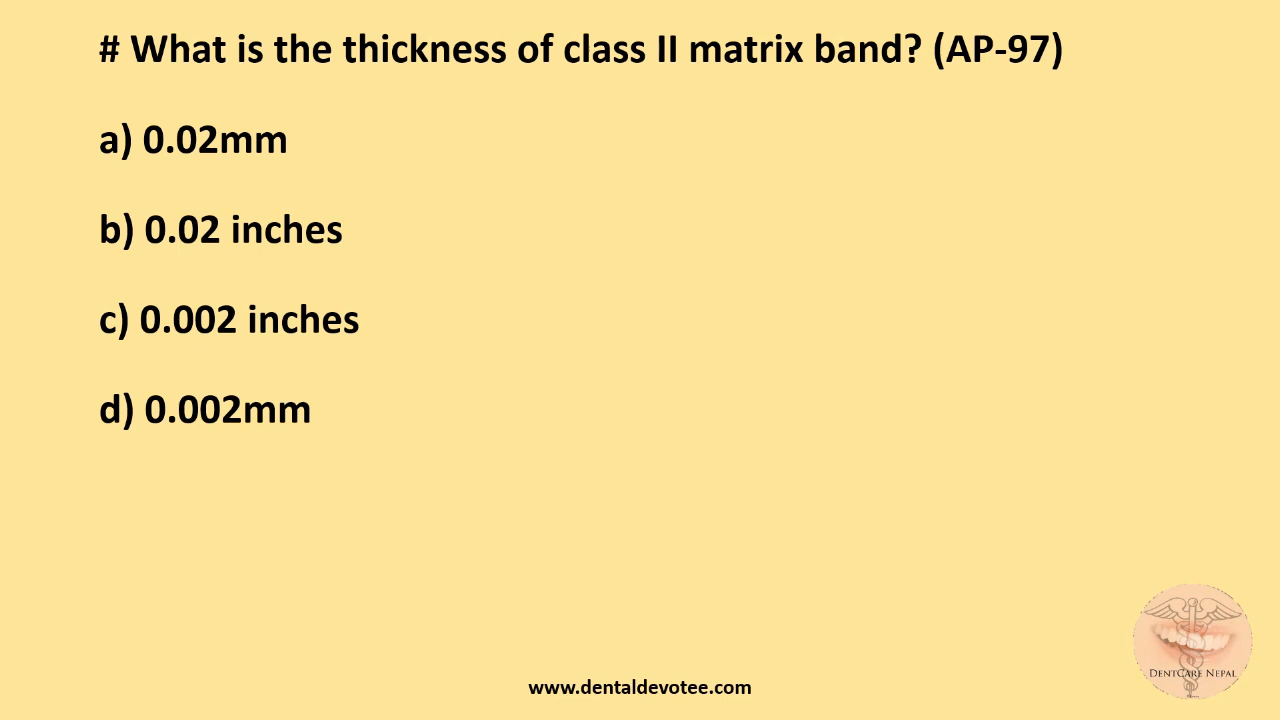 # What is the thickness of class II matrix band? (AP-97)
a) 0.02mm
b) 0.02 inches
c) 0.002 inches
d) 0.002mm
DENTCARE NEPAL
www.dentaldevotee.com